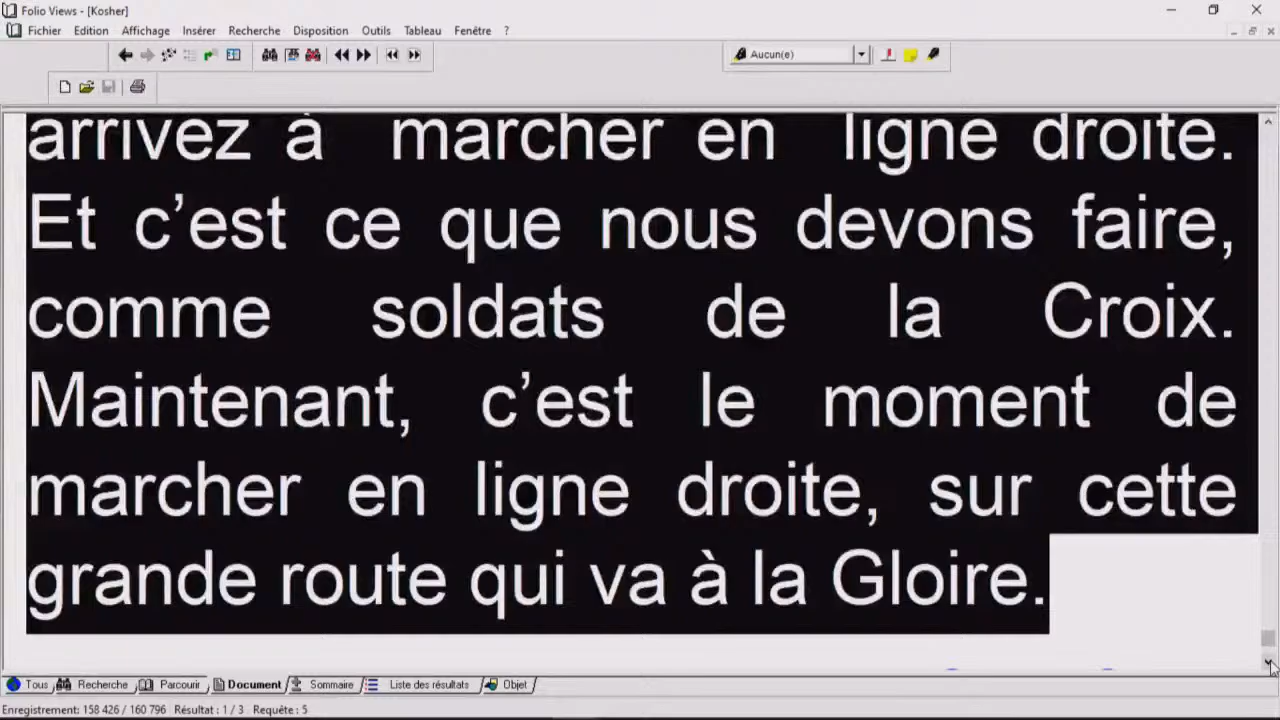 Folio Views - [Kosher]
Fichier Edition Affichage Insérer Recherche Disposition Outils Tableau Fenêtre ?
Aucun(e)
arrivez à marcher en ligne droite.
Et c’est ce que nous devons faire,
comme soldats de la Croix.
Maintenant, c’est le moment de
marcher en ligne droite, sur cette
grande route qui va à la Gloire.
Tous Recherche Parcourir Document Sommaire Liste des résultats Objet
Enregistrement: 158 426 / 160 796 Résultat : 1 / 3 Requête : 5